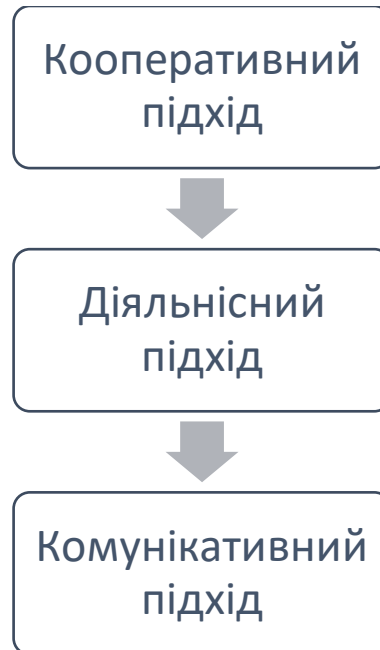 Кооперативний
підхід
Діяльнісний
підхід
Комунікативний
підхід